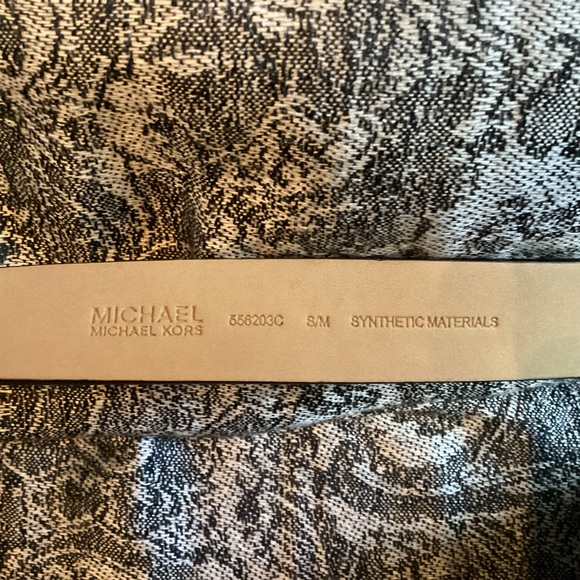 MICHAEL
MICHAEL KORS
556203C S/M SYNTHETIC MATERIALS